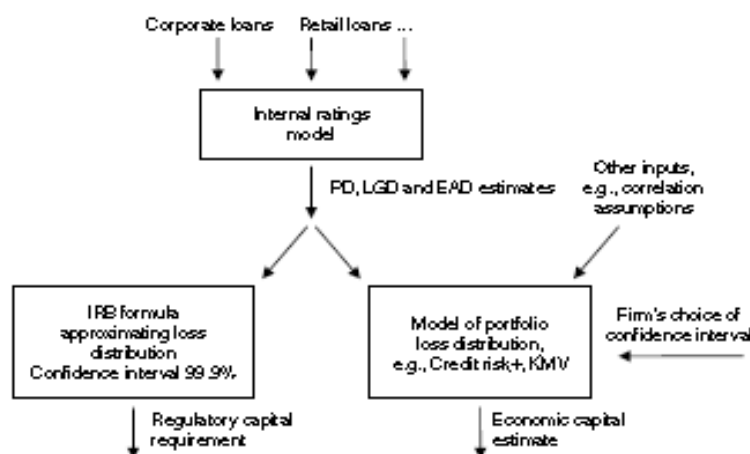 Corporate loans
Retail loans ...
Internal ratings
model
PD, LGD and EAD estimates
Other inputs,
e.g., correlation
assumptions
IRB formula
approximating loss
distribution
Confidence interval 99.9%
Model of portfolio
loss distribution,
e.g., Credit risk+, KMV
Firm's choice of
confidence interval
Regulatory capital
requirement
Economic capital
estimate